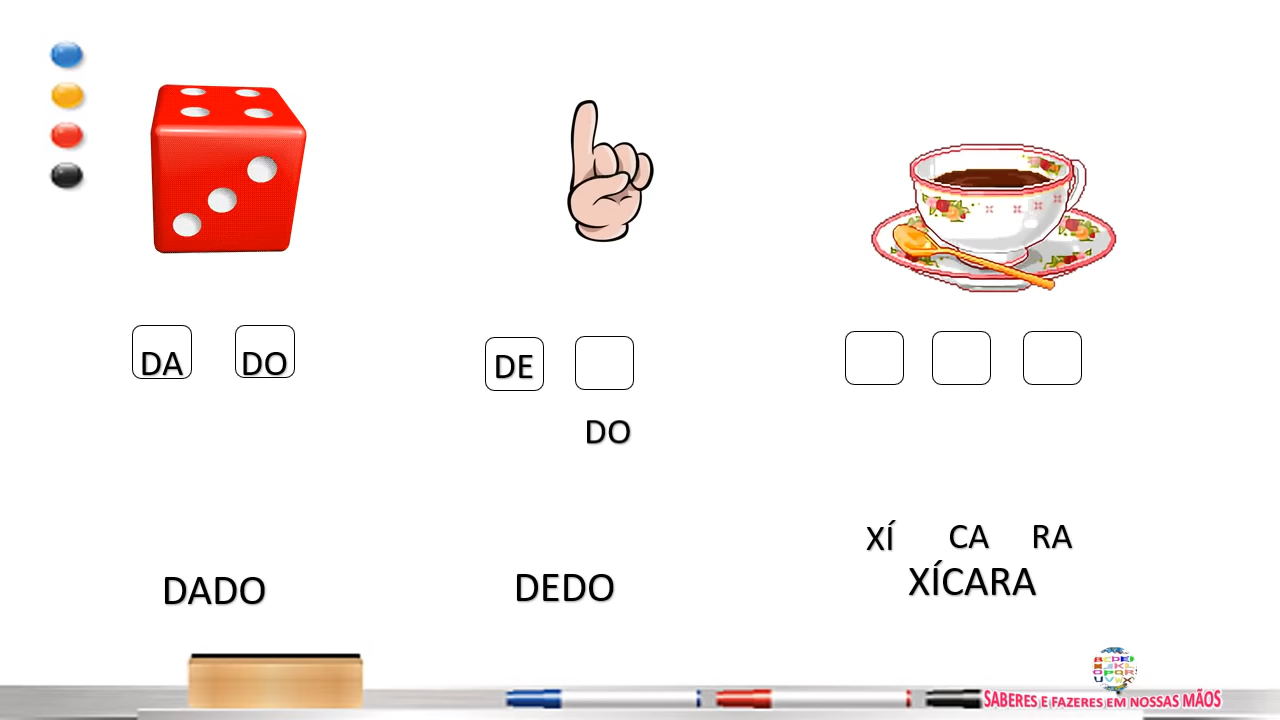 DA DO
DE
DO
XÍ CA RA
DADO
DEDO
XÍCARA
SABERES E FAZERES EM NOSSAS MÃOS